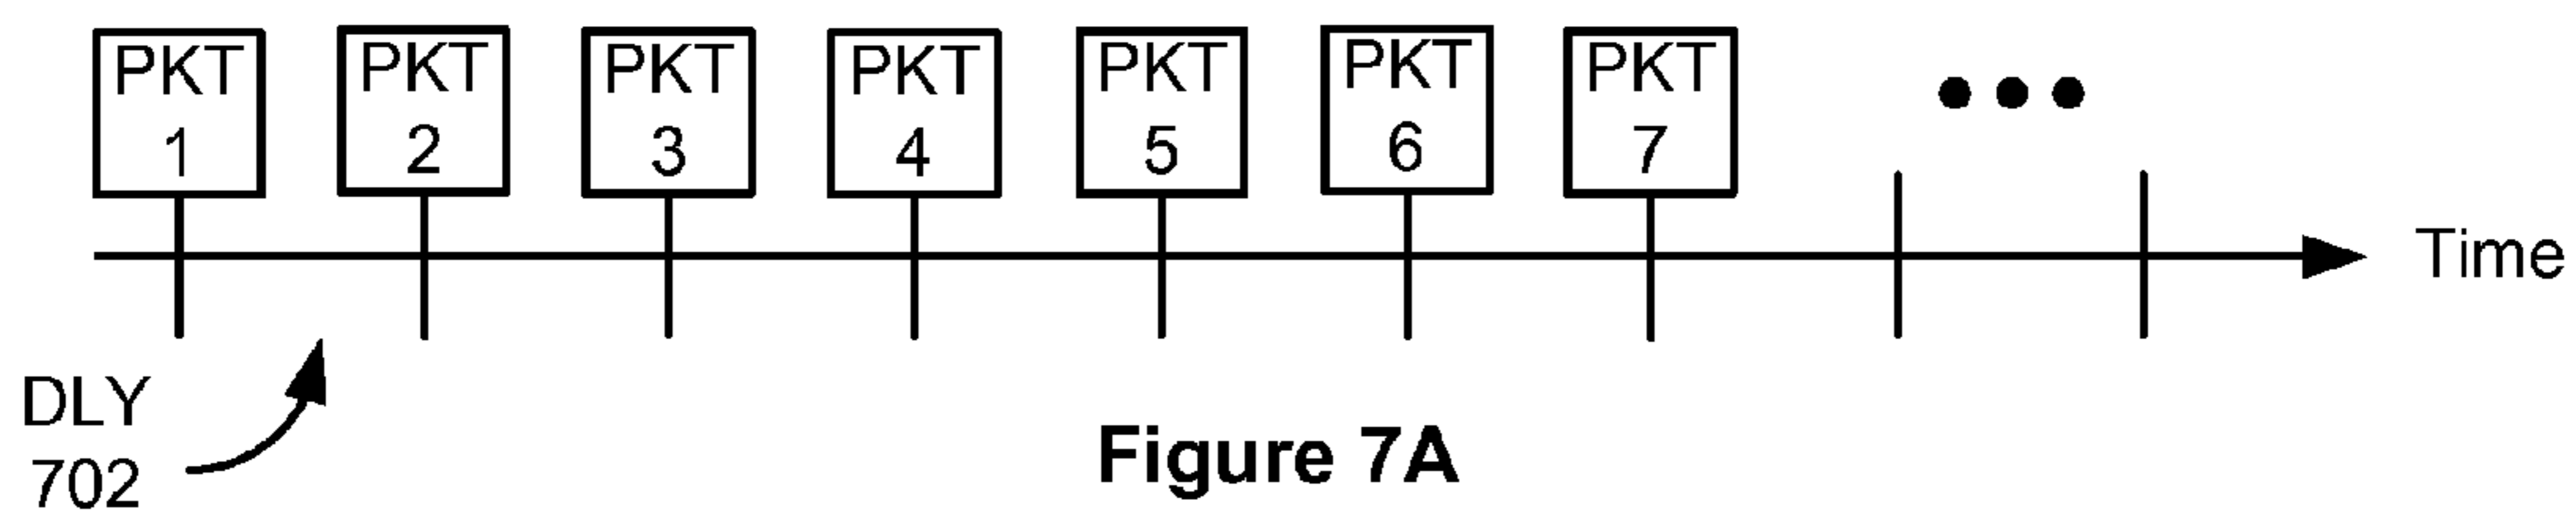 PKT PKT PKT PKT PKT PKT PKT
1 2 3 4 5 6 7
Time
DLY
702
Figure 7A